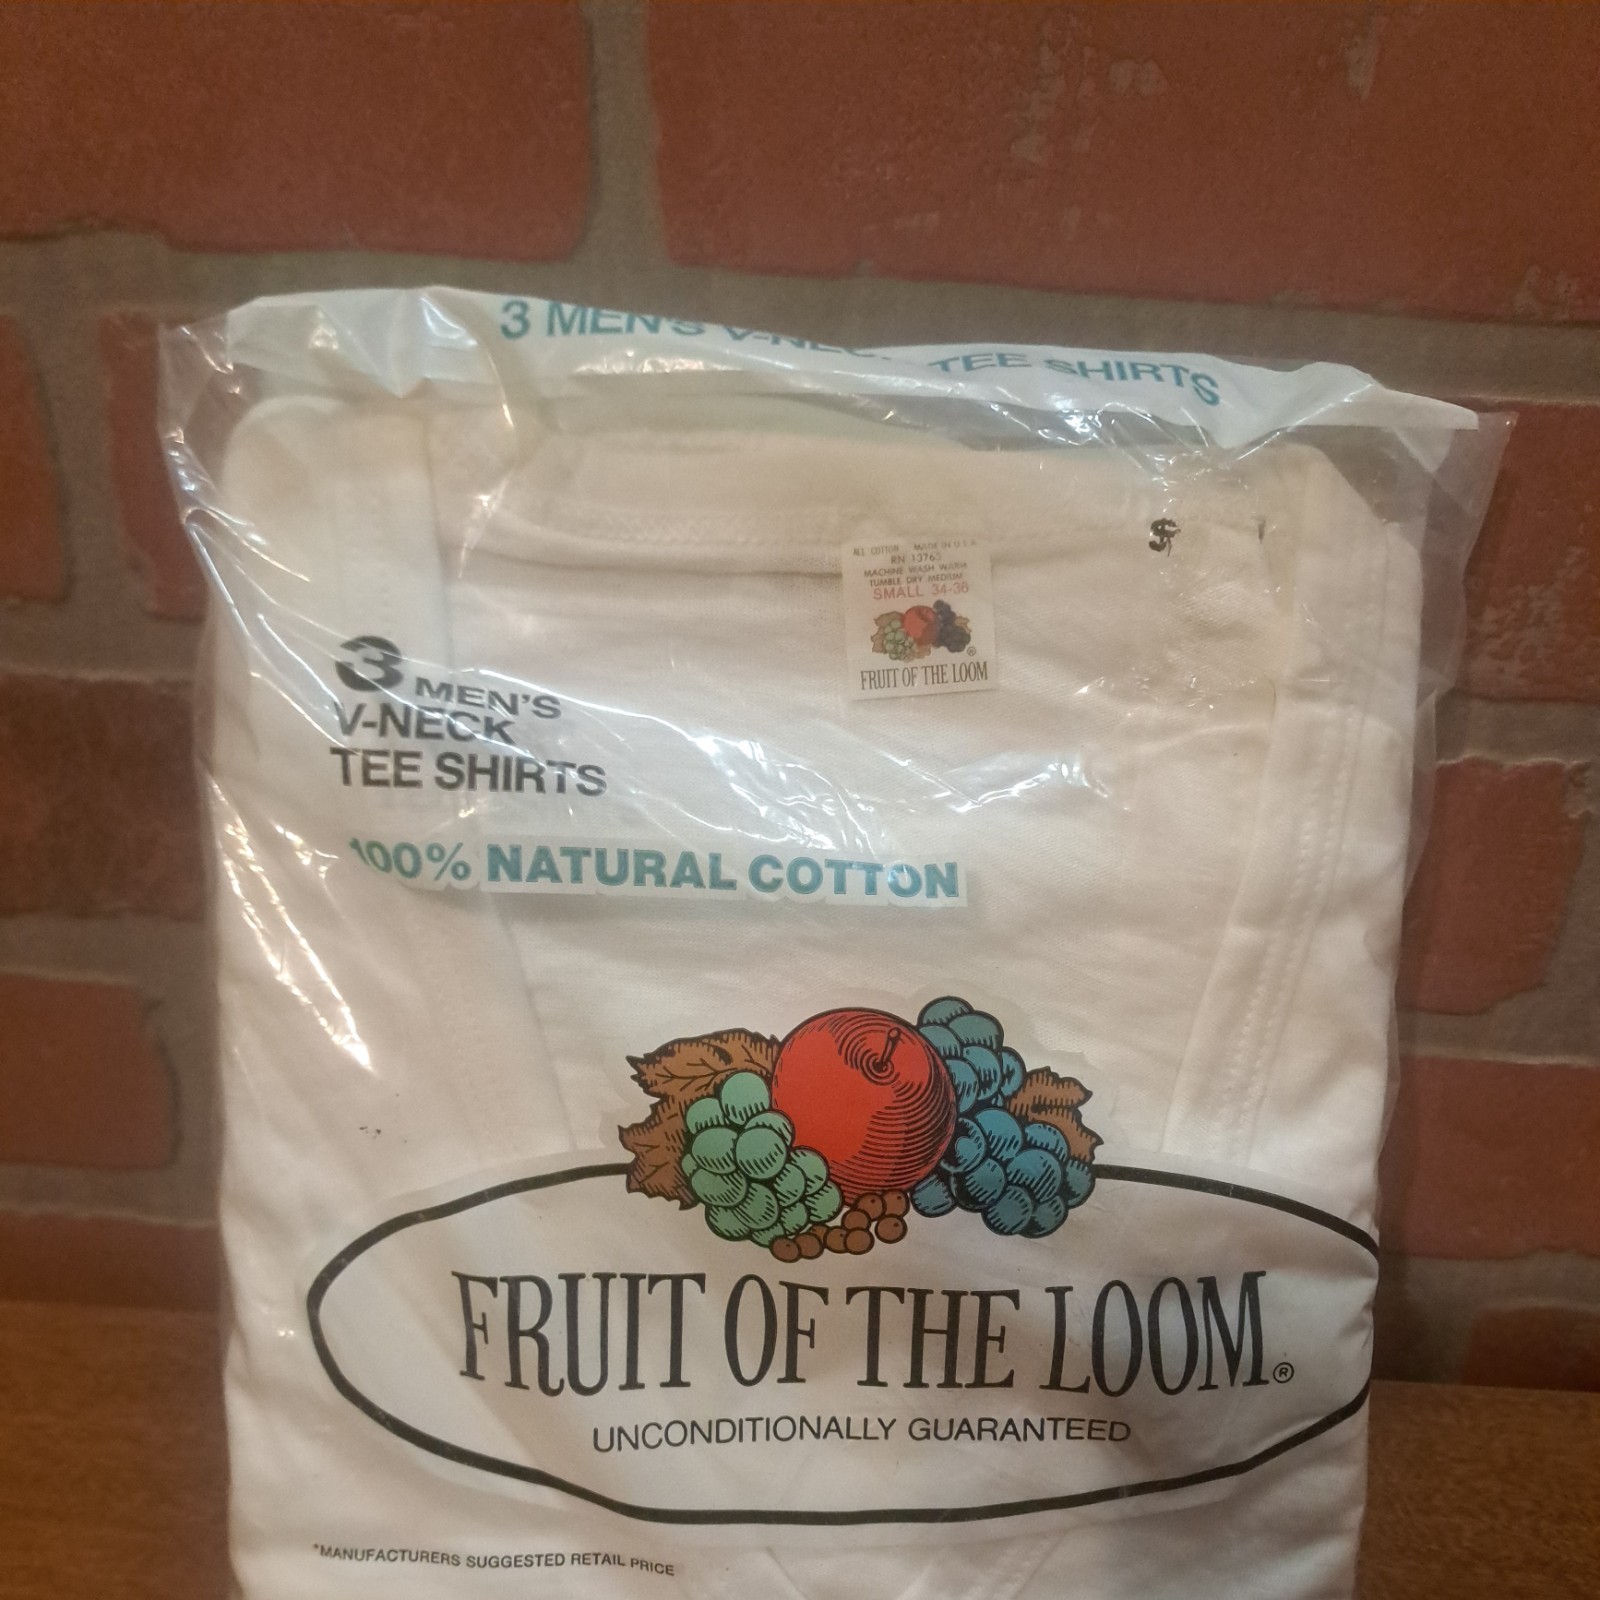 3 MEN'S V-NECK TEE SHIRTS
ALL COTTON MADE IN U.S.A.
RN 13765
MACHINE WASH WARM
TUMBLE DRY MEDIUM
SMALL 34-36
®
FRUIT OF THE LOOM
3 MEN'S
V-NECK
TEE SHIRTS
100% NATURAL COTTON
FRUIT OF THE LOOM®
UNCONDITIONALLY GUARANTEED
*MANUFACTURERS SUGGESTED RETAIL PRICE